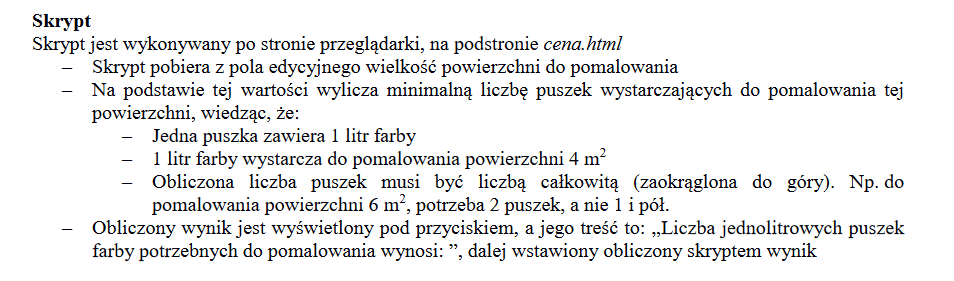 Skrypt
Skrypt jest wykonywany po stronie przeglądarki, na podstronie cena.html
– Skrypt pobiera z pola edycyjnego wielkość powierzchni do pomalowania
– Na podstawie tej wartości wylicza minimalną liczbę puszek wystarczających do pomalowania tej
powierzchni, wiedząc, że:
– Jedna puszka zawiera 1 litr farby
– 1 litr farby wystarcza do pomalowania powierzchni 4 m²
– Obliczona liczba puszek musi być liczbą całkowitą (zaokrąglona do góry). Np. do
pomalowania powierzchni 6 m², potrzeba 2 puszek, a nie 1 i pół.
– Obliczony wynik jest wyświetlony pod przyciskiem, a jego treść to: „Liczba jednolitrowych puszek
farby potrzebnych do pomalowania wynosi: ”, dalej wstawiony obliczony skryptem wynik